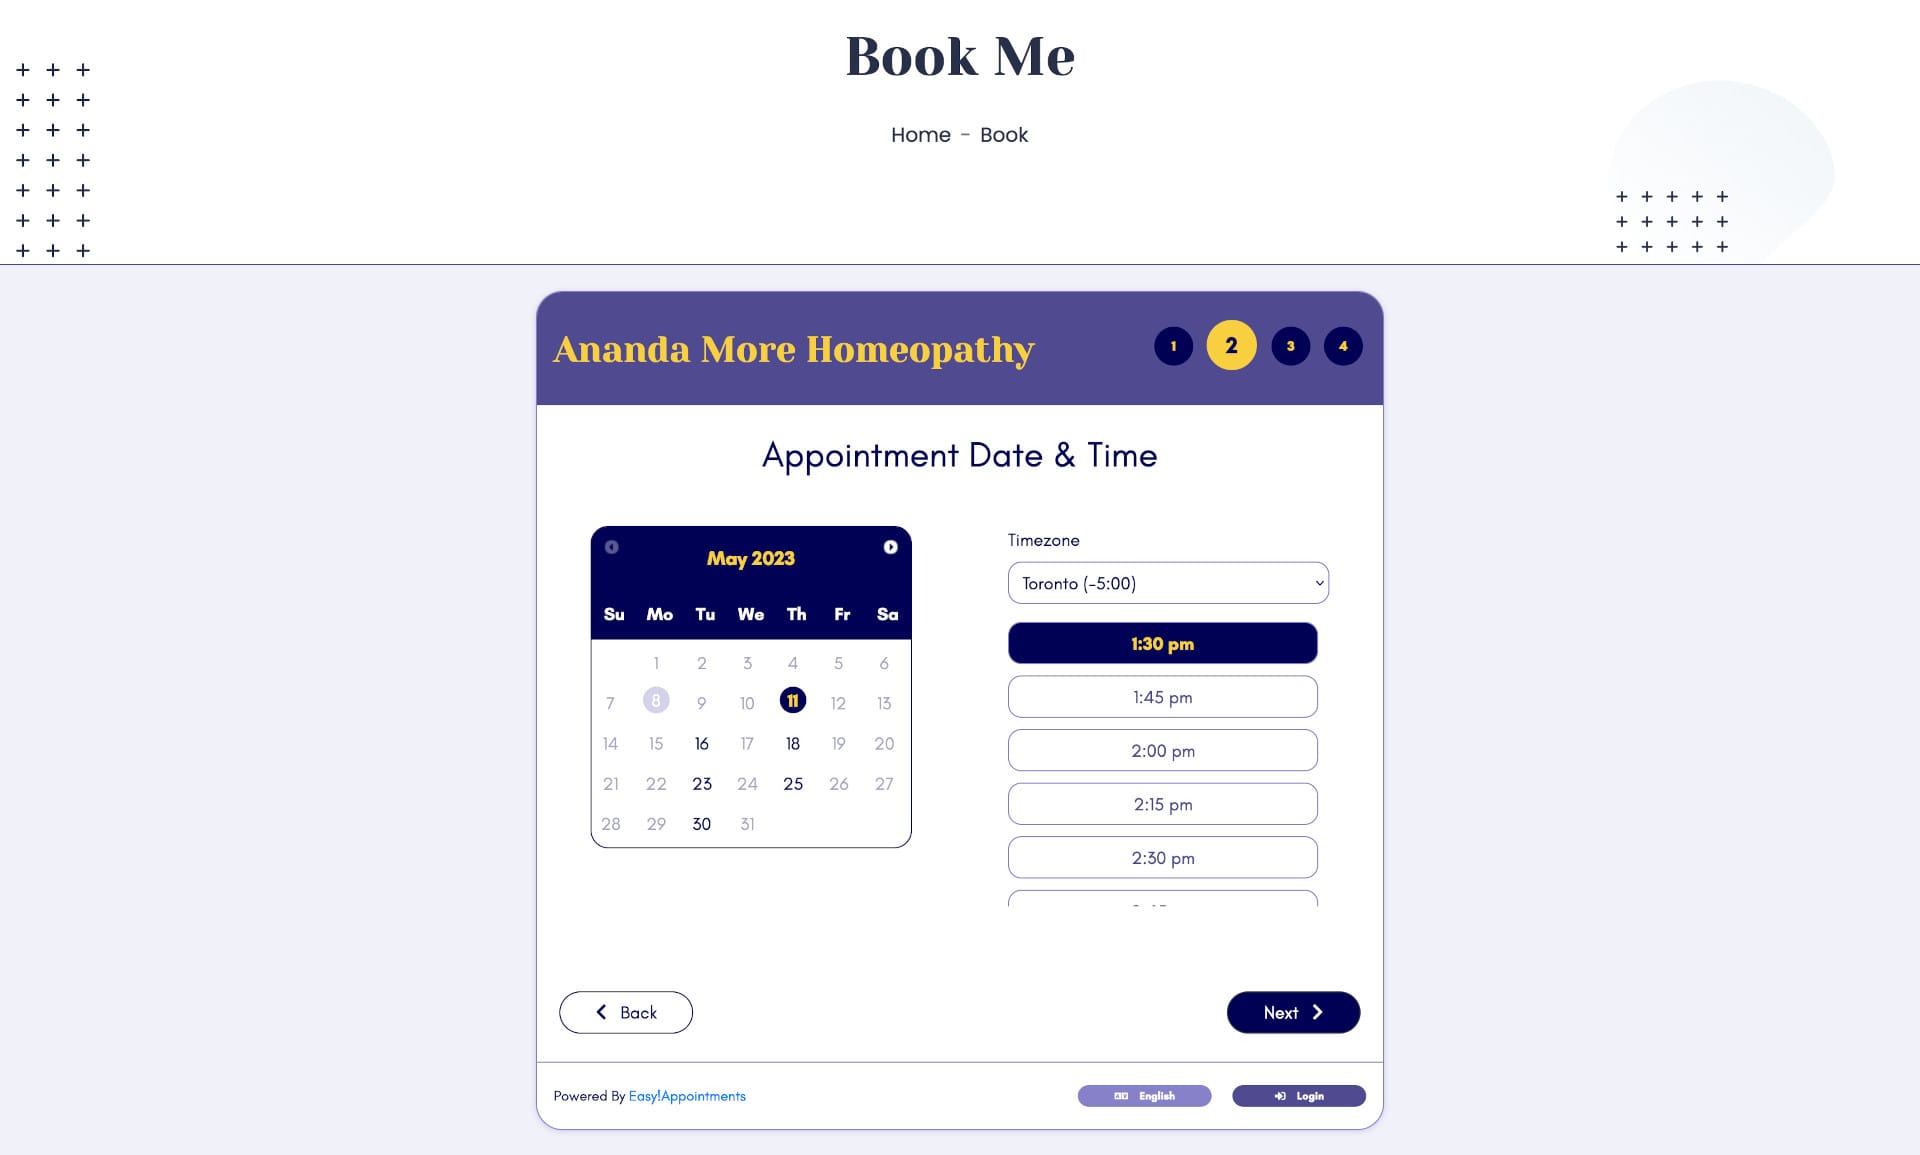 Book Me
Home - Book
Ananda More Homeopathy
1 2 3 4
Appointment Date & Time
May 2023
Su Mo Tu We Th Fr Sa
1 2 3 4 5 6
7 8 9 10 11 12 13
14 15 16 17 18 19 20
21 22 23 24 25 26 27
28 29 30 31
Timezone
Toronto (-5:00)
1:30 pm
1:45 pm
2:00 pm
2:15 pm
2:30 pm
Back
Next
Powered By Easy!Appointments
English
Login